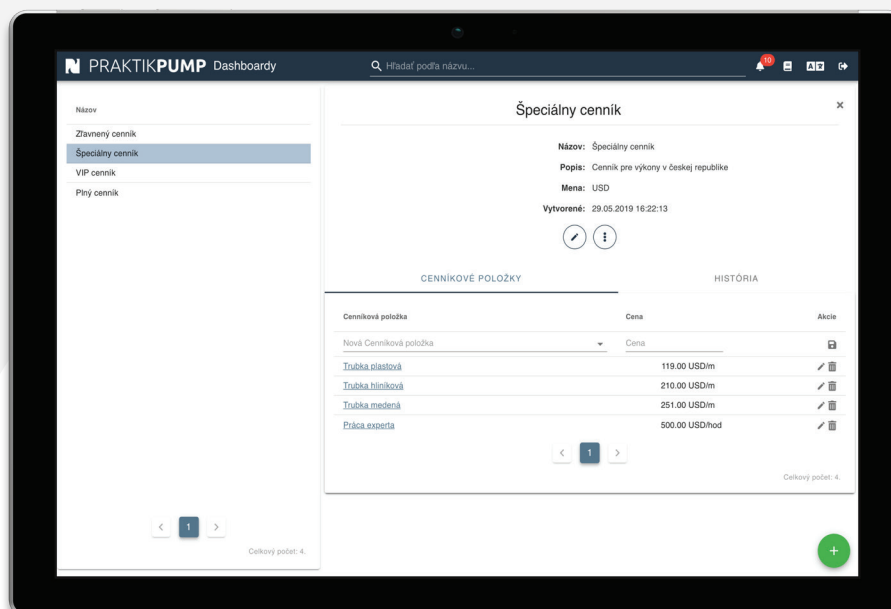 PRAKTIKPUMP Dashboardy
Hľadať podľa názvu...
10
Názov
Zľavnený cenník
Špeciálny cenník
VIP cenník
Plný cenník
1
Celkový počet: 4.
Špeciálny cenník
Názov: Špeciálny cenník
Popis: Cenník pre výkony v českej republike
Mena: USD
Vytvorené: 29.05.2019 16:22:13
CENNÍKOVÉ POLOŽKY HISTÓRIA
Cenníková položka Cena Akcie
Nová Cenníková položka Cena
Trubka plastová 119.00 USD/m
Trubka hliníková 210.00 USD/m
Trubka medená 251.00 USD/m
Práca experta 500.00 USD/hod
1
Celkový počet: 4.